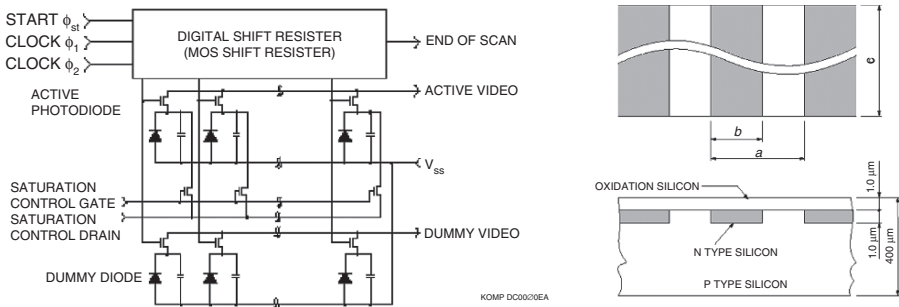 START ϕst
CLOCK ϕ1
CLOCK ϕ2
DIGITAL SHIFT RESISTER
(MOS SHIFT RESISTER)
END OF SCAN
ACTIVE
PHOTODIODE
ACTIVE VIDEO
Vss
SATURATION
CONTROL GATE
SATURATION
CONTROL DRAIN
DUMMY VIDEO
DUMMY DIODE
KOMP DC00∅0EA
e
b
a
OXIDATION SILICON
1.0 μm
N TYPE SILICON
1.0 μm
400 μm
P TYPE SILICON